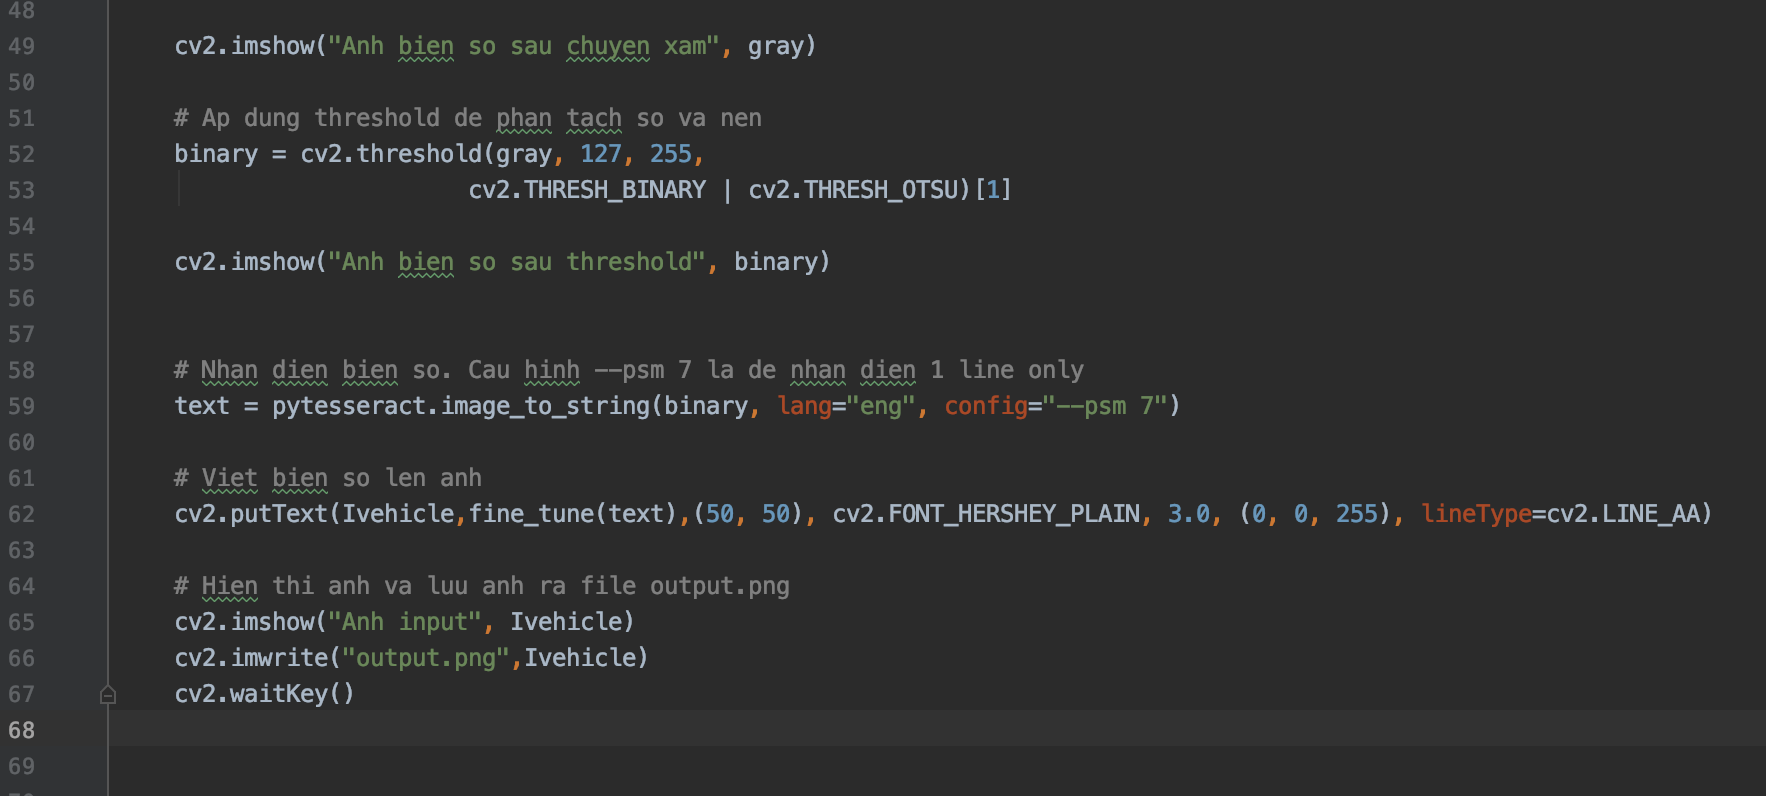 48
49 cv2.imshow("Anh bien so sau chuyen xam", gray)
50
51 # Ap dung threshold de phan tach so va nen
52 binary = cv2.threshold(gray, 127, 255,
53 cv2.THRESH_BINARY | cv2.THRESH_OTSU)[1]
54
55 cv2.imshow("Anh bien so sau threshold", binary)
56
57
58 # Nhan dien bien so. Cau hinh --psm 7 la de nhan dien 1 line only
59 text = pytesseract.image_to_string(binary, lang="eng", config="--psm 7")
60
61 # Viet bien so len anh
62 cv2.putText(Ivehicle,fine_tune(text),(50, 50), cv2.FONT_HERSHEY_PLAIN, 3.0, (0, 0, 255), lineType=cv2.LINE_AA)
63
64 # Hien thi anh va luu anh ra file output.png
65 cv2.imshow("Anh input", Ivehicle)
66 cv2.imwrite("output.png",Ivehicle)
67 cv2.waitKey()
68
69